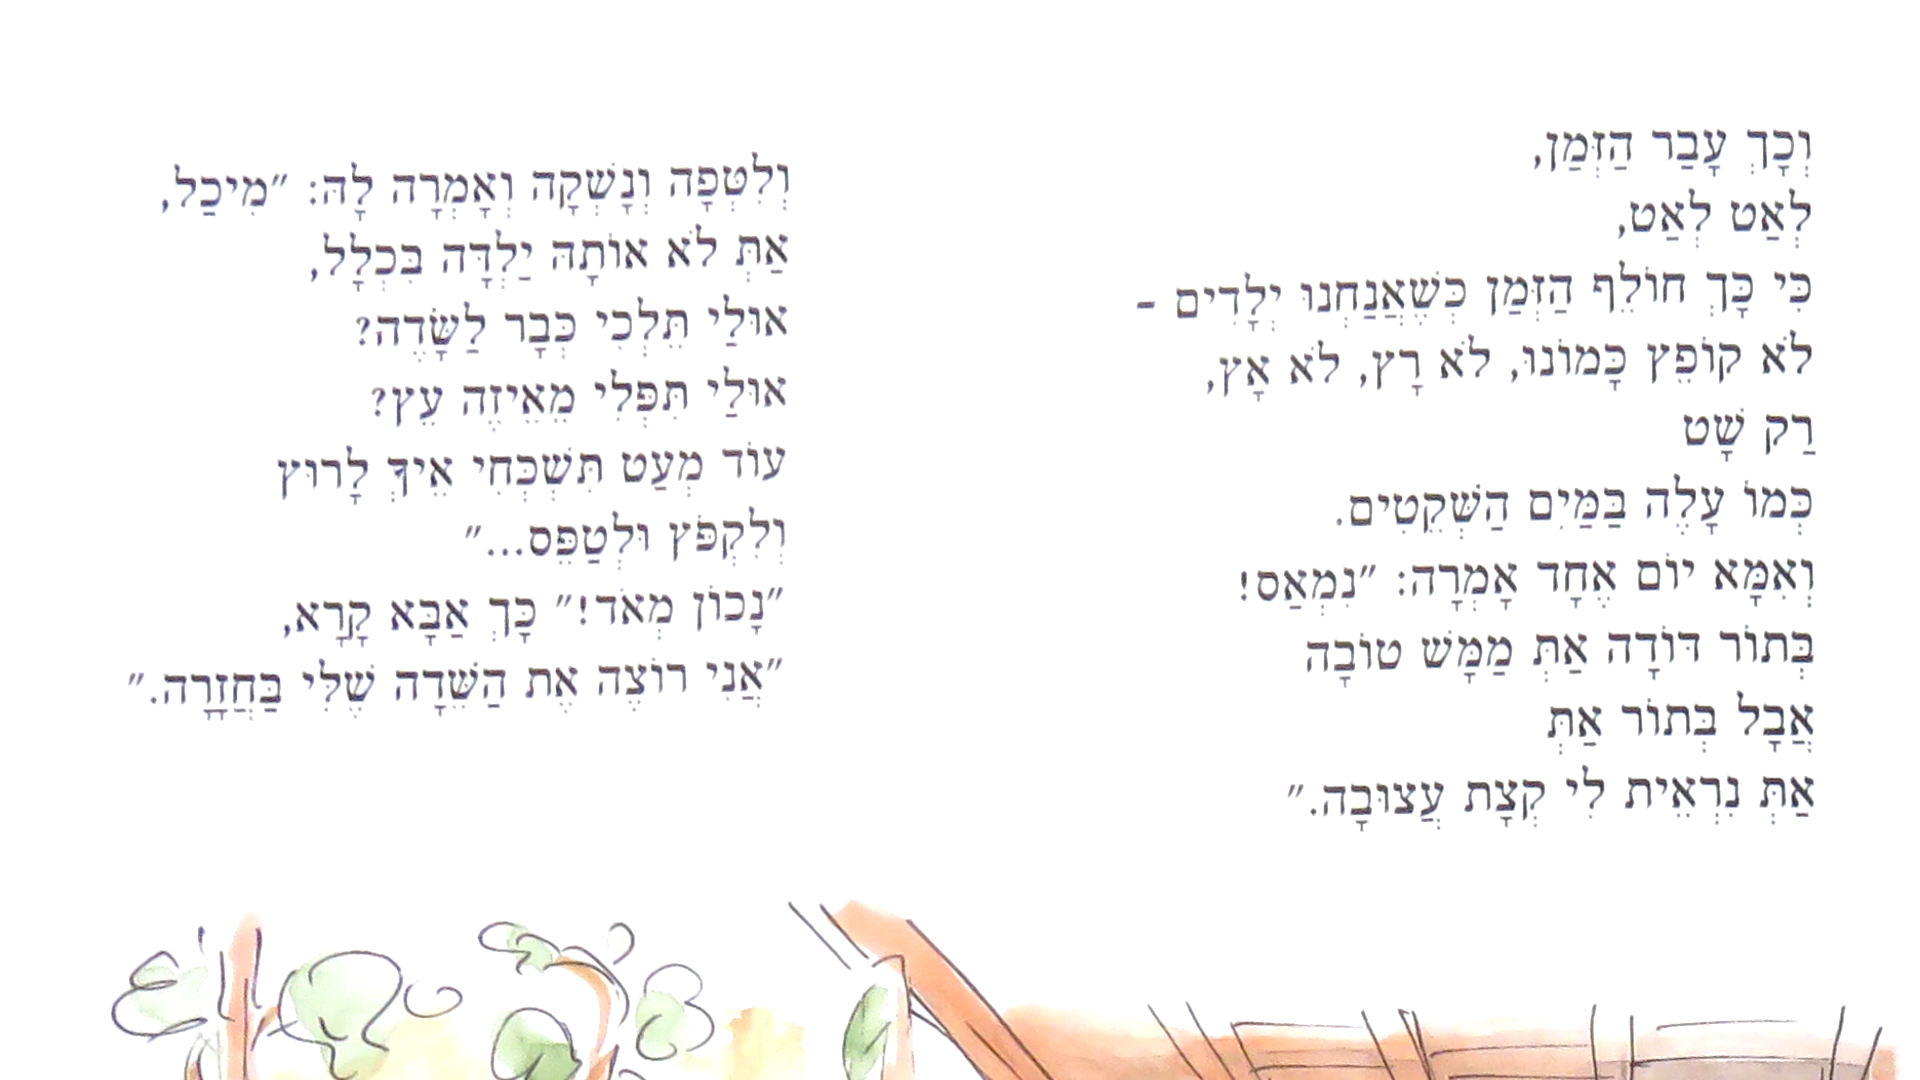 וְכָךְ עָבַר הַזְּמַן,
לְאַט לְאַט,
כִּי כָּךְ חוֹלֵף הַזְּמַן כְּשֶׁאֲנַחְנוּ יְלָדִים –
לֹא קוֹפֵץ כָּמוֹנוּ, לֹא רָץ, לֹא אָץ,
רַק שָׁט
כְּמוֹ עָלֶה בַּמַּיִם הַשְּׁקֵטִים.
וְאִמָּא יוֹם אֶחָד אָמְרָה: "נִמְאַס!
בְּתוֹר דּוֹדָה אַתְּ מַמָּשׁ טוֹבָה
אֲבָל בְּתוֹר אַתְּ
אַתְּ נִרְאֵית לִי קְצָת עֲצוּבָה."
וְלִטְּפָה וְנָשְׁקָה וְאָמְרָה לָהּ: "מִיכַל,
אַתְּ לֹא אוֹתָהּ יַלְדָּה בִּכְלָל,
אוּלַי תֵּלְכִי כְּבָר לַשָּׂדֶה?
אוּלַי תִּפְּלִי מֵאֵיזֶה עֵץ?
עוֹד מְעַט תִּשְׁכְּחִי אֵיךְ לָרוּץ
וְלִקְפֹּץ וּלְטַפֵּס..."
"נָכוֹן מְאֹד!" כָּךְ אַבָּא קָרָא,
"אֲנִי רוֹצֶה אֶת הַשֵּׁדָה שֶׁלִּי בַּחֲזָרָה."